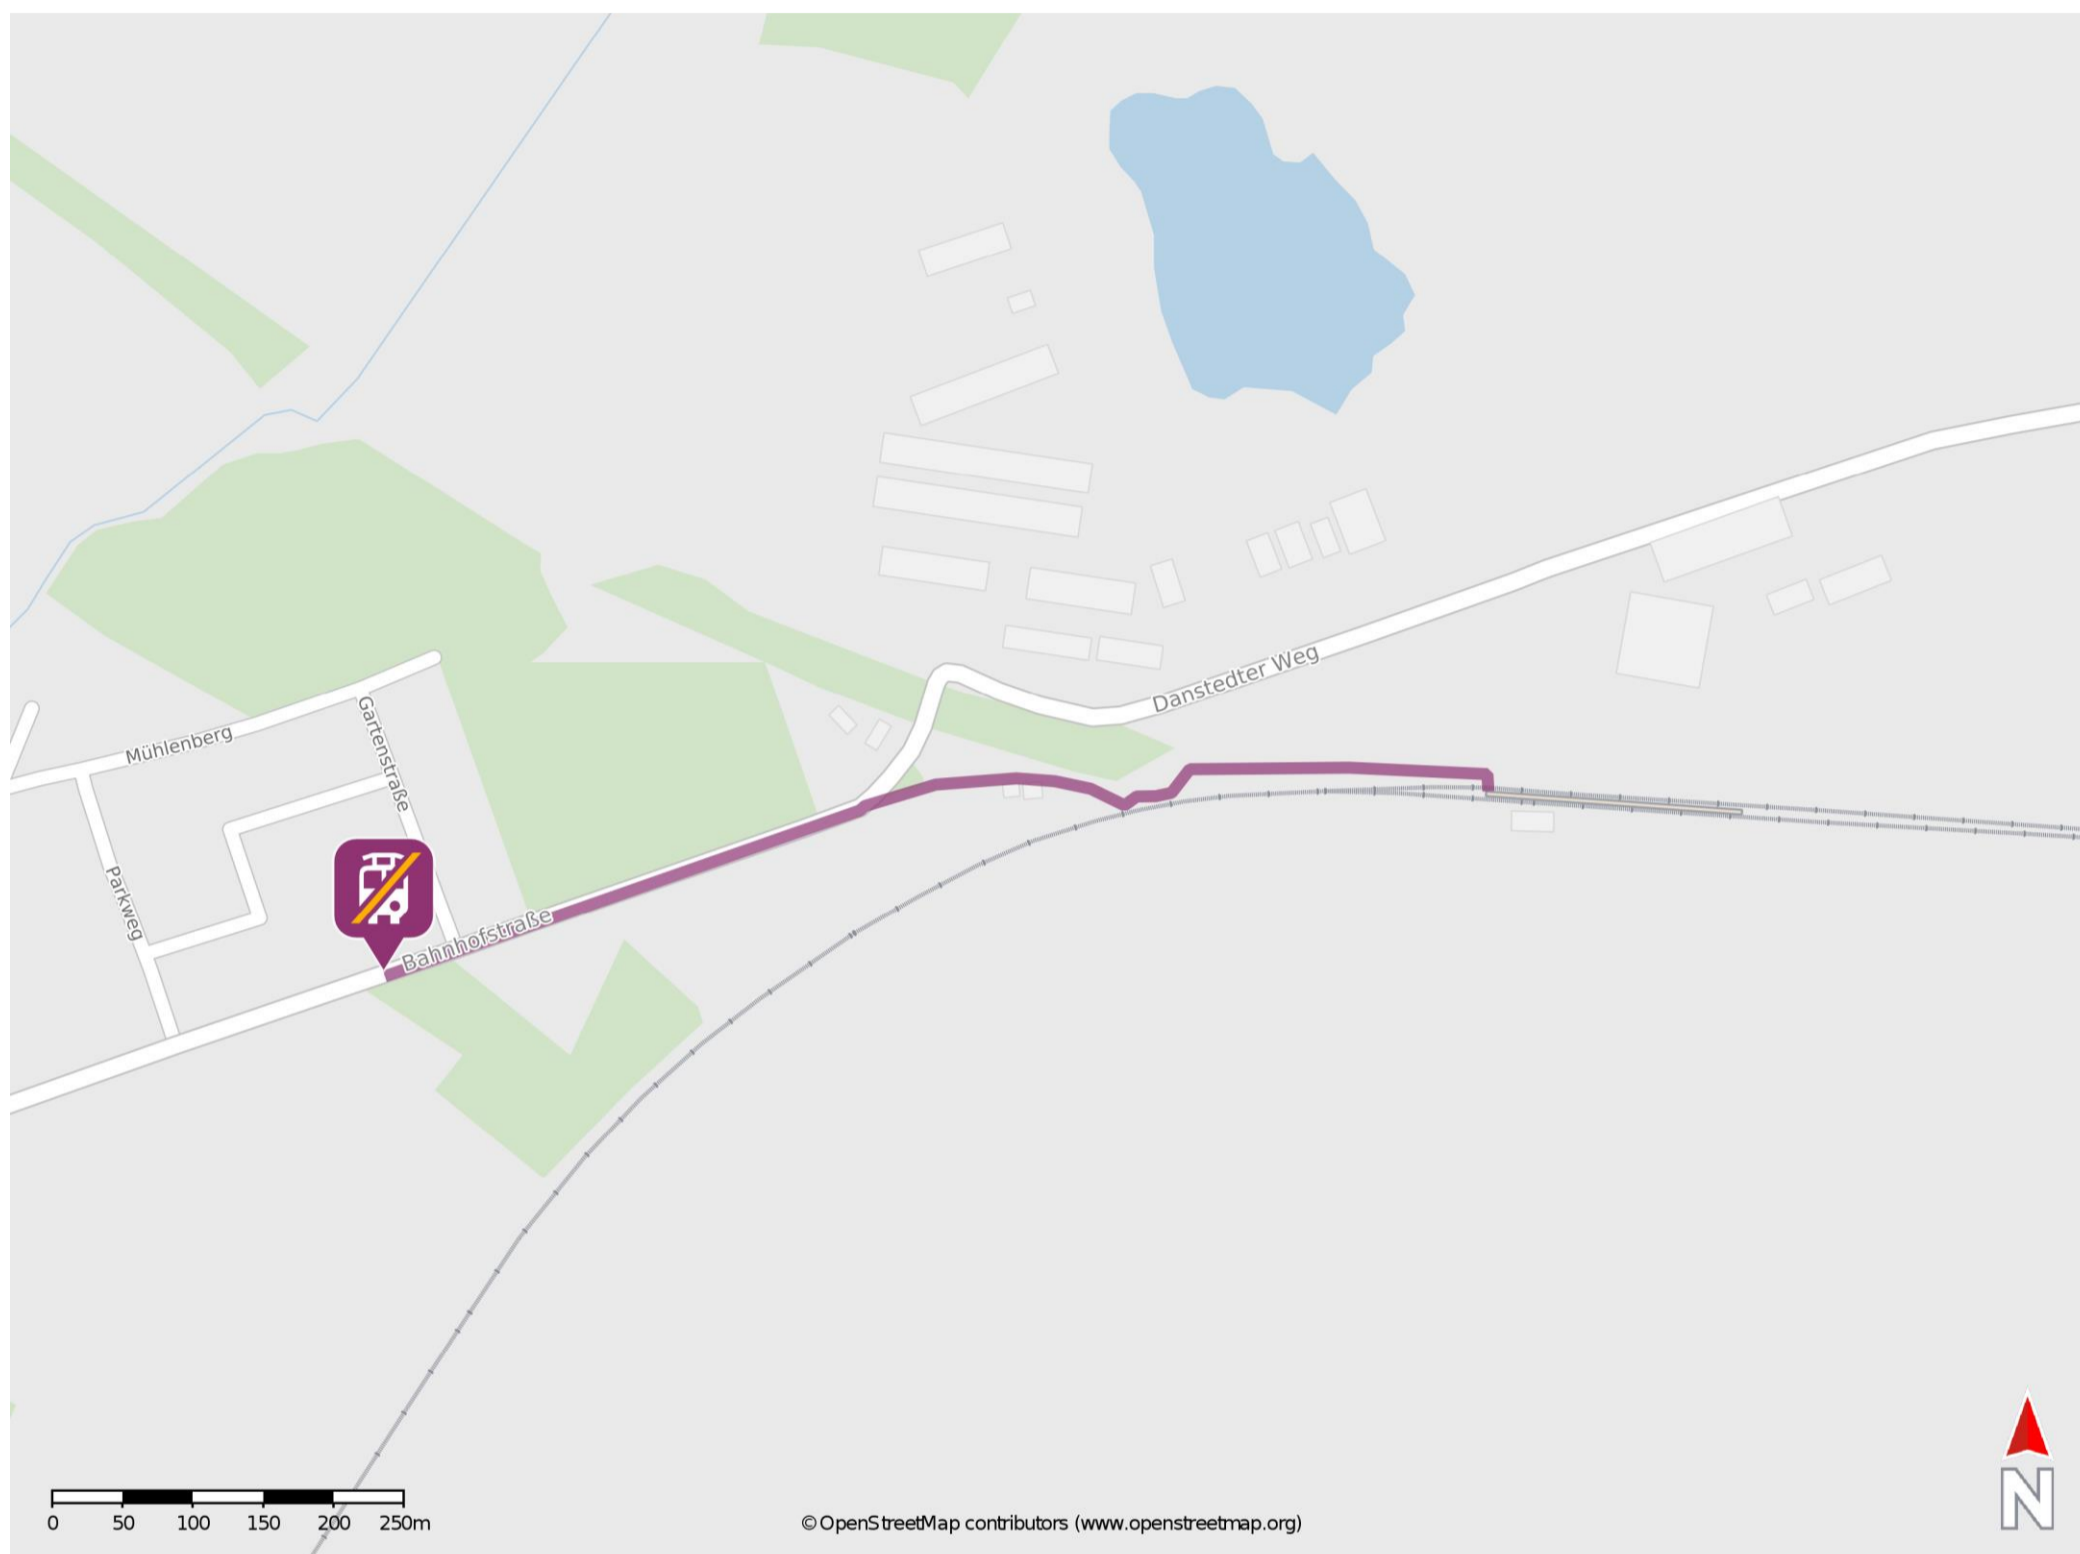 Danstedter Weg
Mühlenberg
Gartenstraße
Parkweg
Bahnhofstraße
0 50 100 150 200 250m
©OpenStreetMap contributors (www.openstreetmap.org)
N